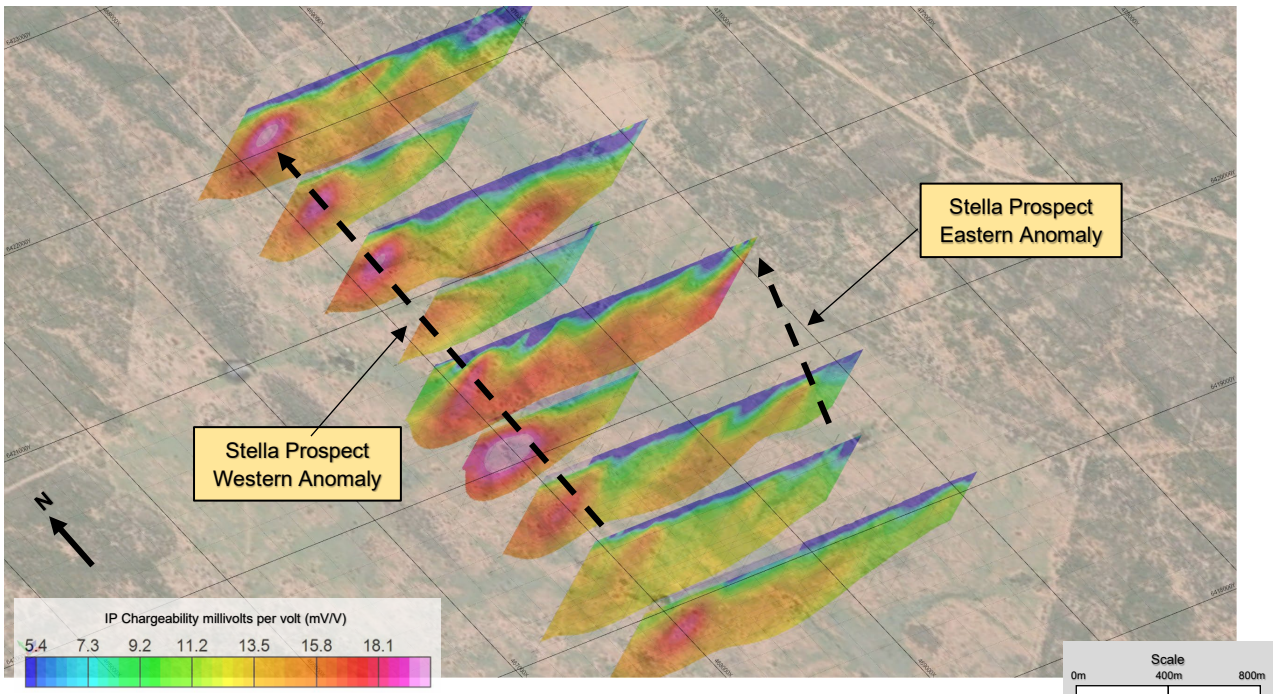 Stella Prospect
Eastern Anomaly
Stella Prospect
Western Anomaly
N
IP Chargeability millivolts per volt (mV/V)
5.4 7.3 9.2 11.2 13.5 15.8 18.1
Scale
0m 400m 800m